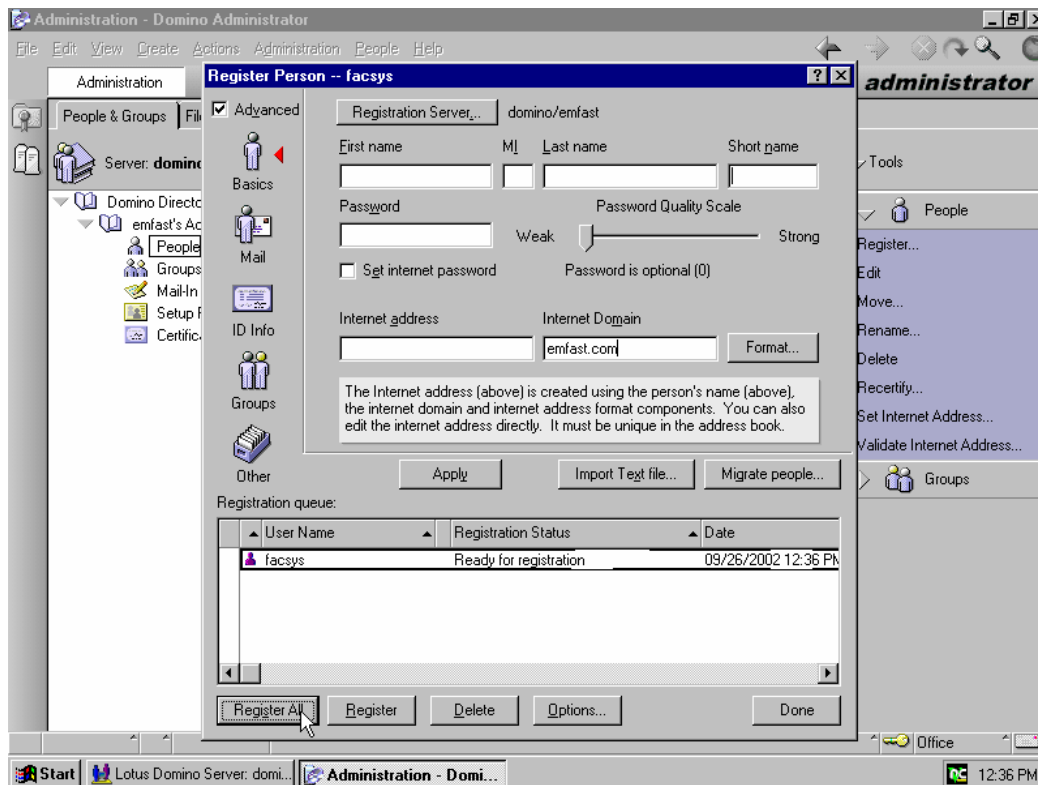 Administration - Domino Administrator
File Edit View Create Actions Administration People Help
Administration
administrator
Register Person -- facsys
People & Groups
Advanced
Registration Server...
domino/emfast
First name MI Last name Short name
Server: domino
Tools
Basics
Domino
emfast's
People
Password
Password Quality Scale
People
Weak
Strong
Register...
Groups
Mail
Set internet password
Password is optional (0)
Edit
Mail-In
Move...
Setup
ID Info
Internet address
Internet Domain
Rename...
emfast.com
Format...
Delete
Recertify...
Groups
The Internet address (above) is created using the person's name (above),
the internet domain and internet address format components. You can also
edit the internet address directly. It must be unique in the address book.
Set Internet Address...
Validate Internet Address...
Other
Apply
Import Text file...
Migrate people...
Groups
Registration queue:
User Name Registration Status Date
facsys Ready for registration 09/26/2002 12:36 PM
Register All
Register
Delete
Options...
Done
Office
Start
Lotus Domino Server: domi...
Administration - Domi...
12:36 PM